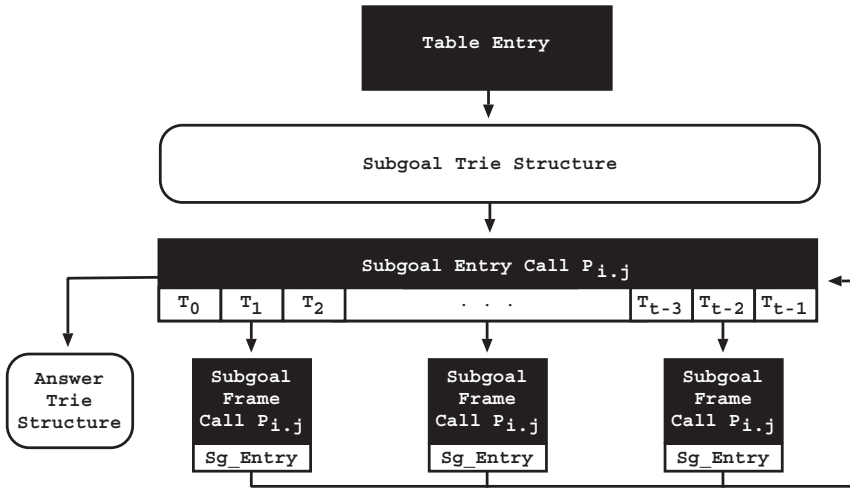 Table Entry
Subgoal Trie Structure
Subgoal Entry Call Pi.j
T0 T1 T2 . . . Tt-3 Tt-2 Tt-1
Answer
Trie
Structure
Subgoal
Frame
Call Pi.j
Sg_Entry
Subgoal
Frame
Call Pi.j
Sg_Entry
Subgoal
Frame
Call Pi.j
Sg_Entry